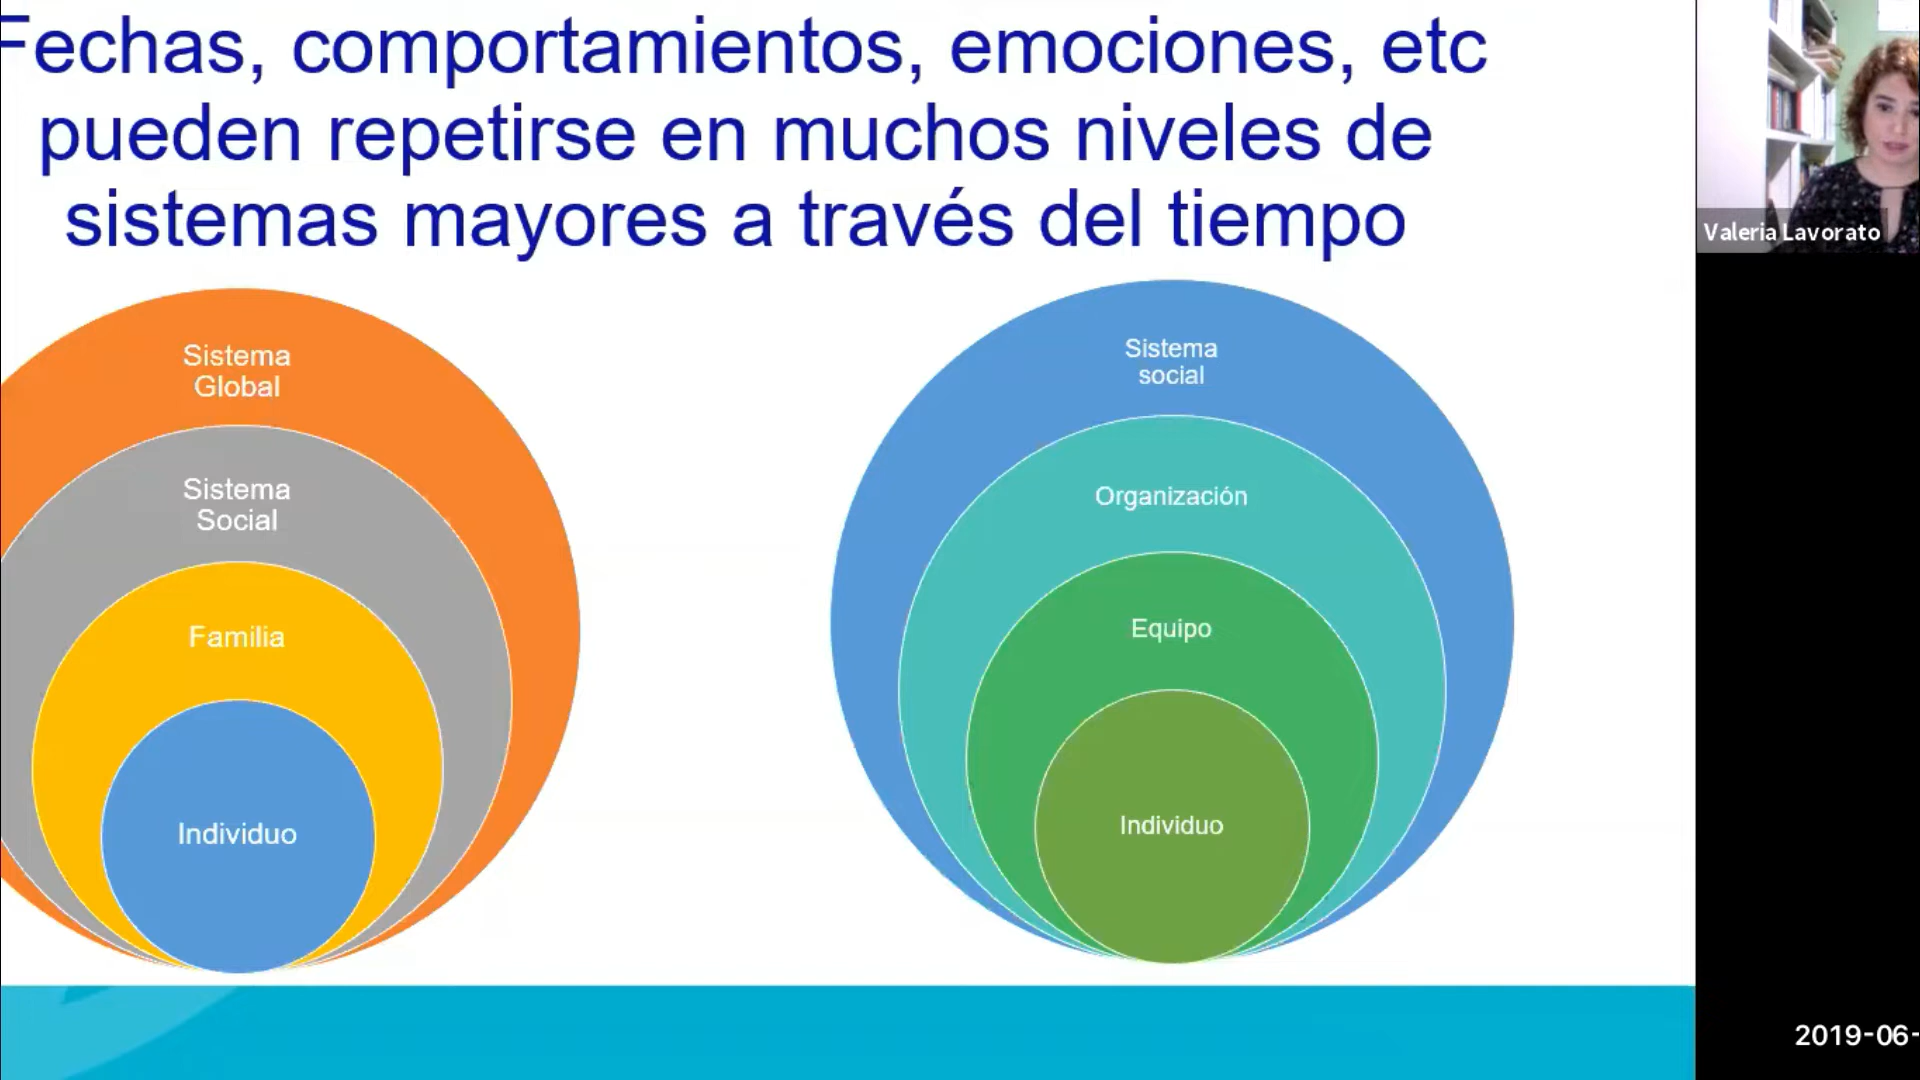 Fechas, comportamientos, emociones, etc
pueden repetirse en muchos niveles de
sistemas mayores a través del tiempo
Sistema
Global
Sistema
Social
Familia
Individuo
Sistema
social
Organización
Equipo
Individuo
Valeria Lavorato
2019-06-